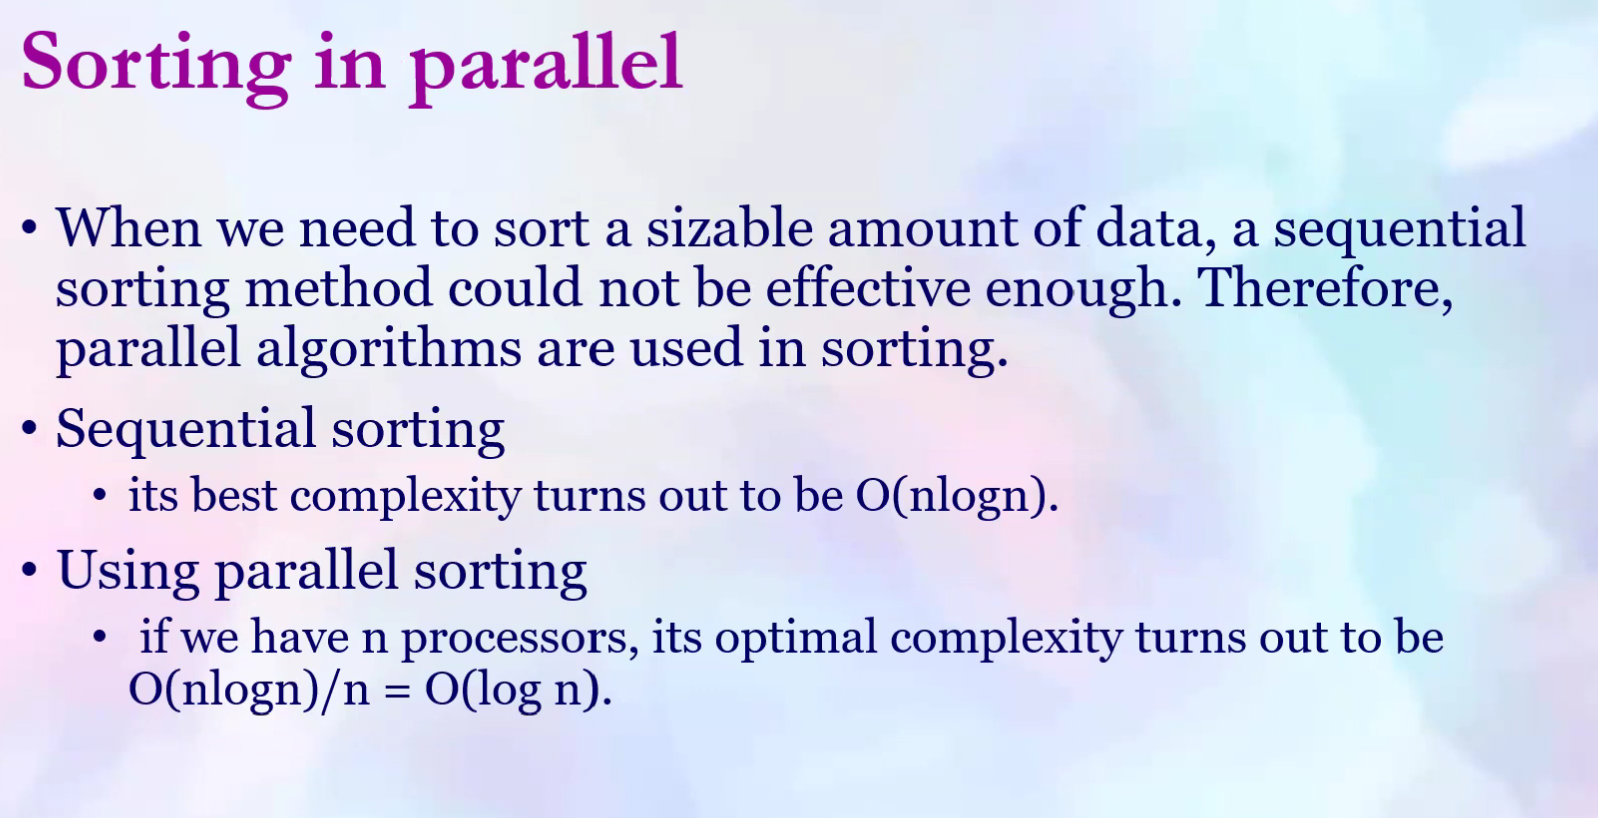 Sorting in parallel
• When we need to sort a sizable amount of data, a sequential
sorting method could not be effective enough. Therefore,
parallel algorithms are used in sorting.
• Sequential sorting
• its best complexity turns out to be O(nlogn).
• Using parallel sorting
• if we have n processors, its optimal complexity turns out to be
O(nlogn)/n = O(log n).